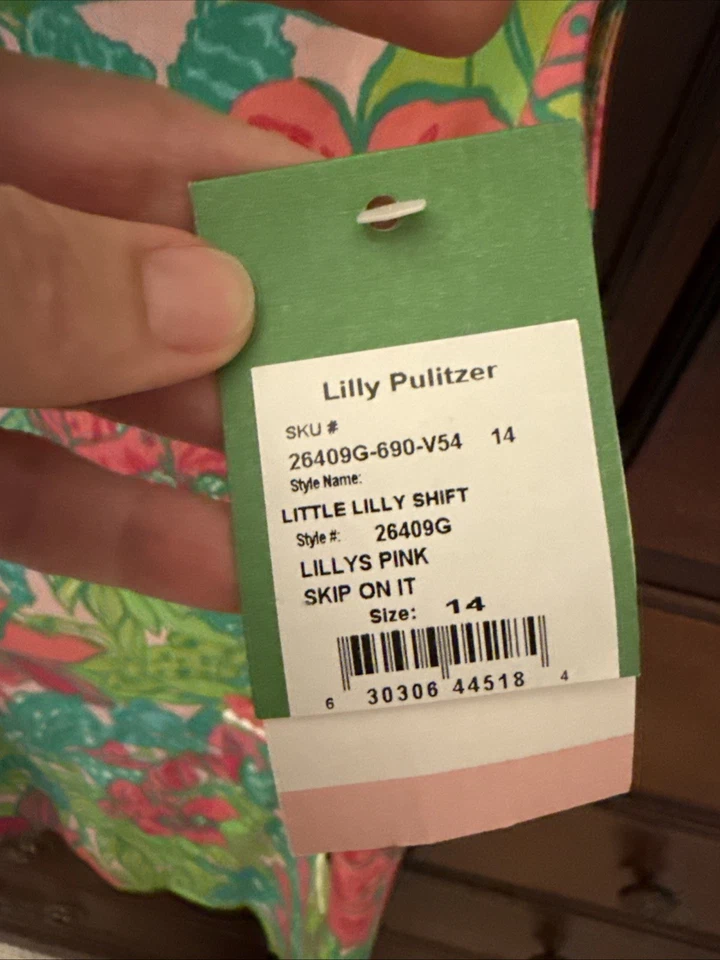 Lilly Pulitzer
SKU #
26409G-690-V54 14
Style Name:
LITTLE LILLY SHIFT
Style #: 26409G
LILLYS PINK
SKIP ON IT
Size: 14
6 30306 44518 4